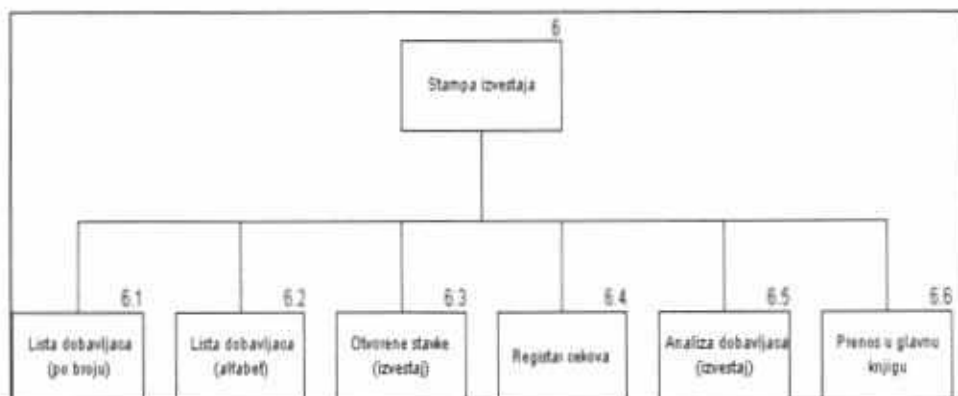 6
Stampa izvestaja
6.1
6.2
6.3
6.4
6.5
6.6
Lista dobavljaca
(po broju)
Lista dobavljaca
(alfabet)
Otvorene stavke
(izvestaj)
Registar cekova
Analiza dobavljaca
(izvestaj)
Prenos u glavnu
knjigu